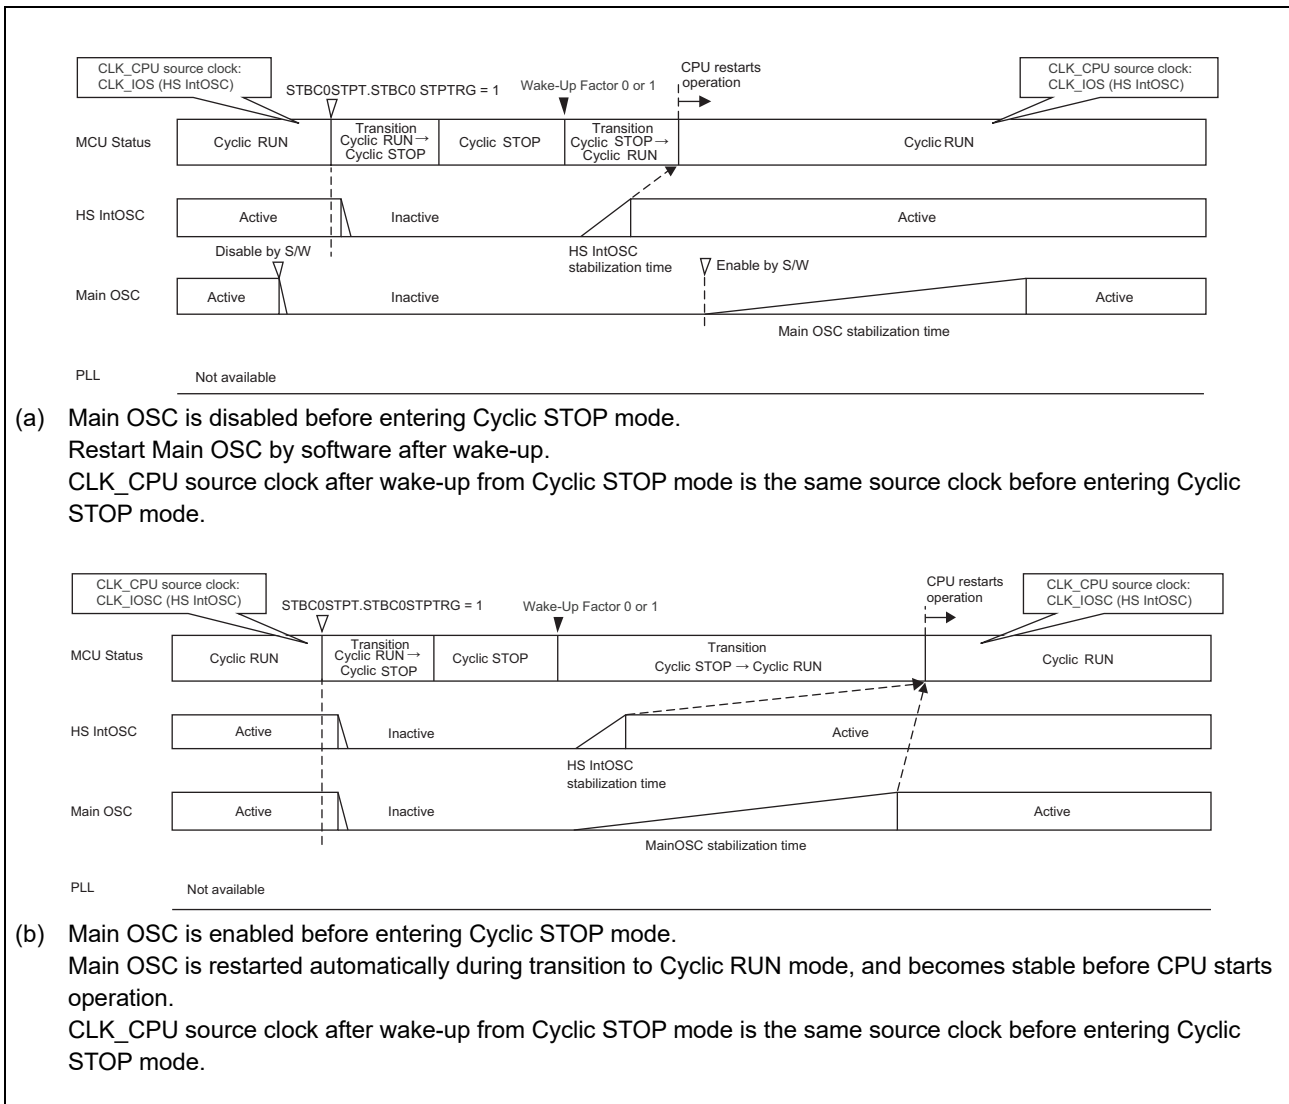 CLK_CPU source clock:
CLK_IOS (HS IntOSC)
STBC0STPT.STBC0 STPTRG = 1
Wake-Up Factor 0 or 1
CPU restarts
operation
CLK_CPU source clock:
CLK_IOS (HS IntOSC)
MCU Status
Cyclic RUN
Transition
Cyclic RUN →
Cyclic STOP
Cyclic STOP
Transition
Cyclic STOP →
Cyclic RUN
Cyclic RUN
HS IntOSC
Active
Inactive
Active
Disable by S/W
HS IntOSC
stabilization time
Enable by S/W
Main OSC
Active
Inactive
Active
Main OSC stabilization time
PLL
Not available
(a) Main OSC is disabled before entering Cyclic STOP mode.
Restart Main OSC by software after wake-up.
CLK_CPU source clock after wake-up from Cyclic STOP mode is the same source clock before entering Cyclic
STOP mode.
CLK_CPU source clock:
CLK_IOSC (HS IntOSC)
STBC0STPT.STBC0STPTRG = 1
Wake-Up Factor 0 or 1
CPU restarts
operation
CLK_CPU source clock:
CLK_IOSC (HS IntOSC)
MCU Status
Cyclic RUN
Transition
Cyclic RUN →
Cyclic STOP
Cyclic STOP
Transition
Cyclic STOP → Cyclic RUN
Cyclic RUN
HS IntOSC
Active
Inactive
Active
HS IntOSC
stabilization time
Main OSC
Active
Inactive
Active
MainOSC stabilization time
PLL
Not available
(b) Main OSC is enabled before entering Cyclic STOP mode.
Main OSC is restarted automatically during transition to Cyclic RUN mode, and becomes stable before CPU starts
operation.
CLK_CPU source clock after wake-up from Cyclic STOP mode is the same source clock before entering Cyclic
STOP mode.